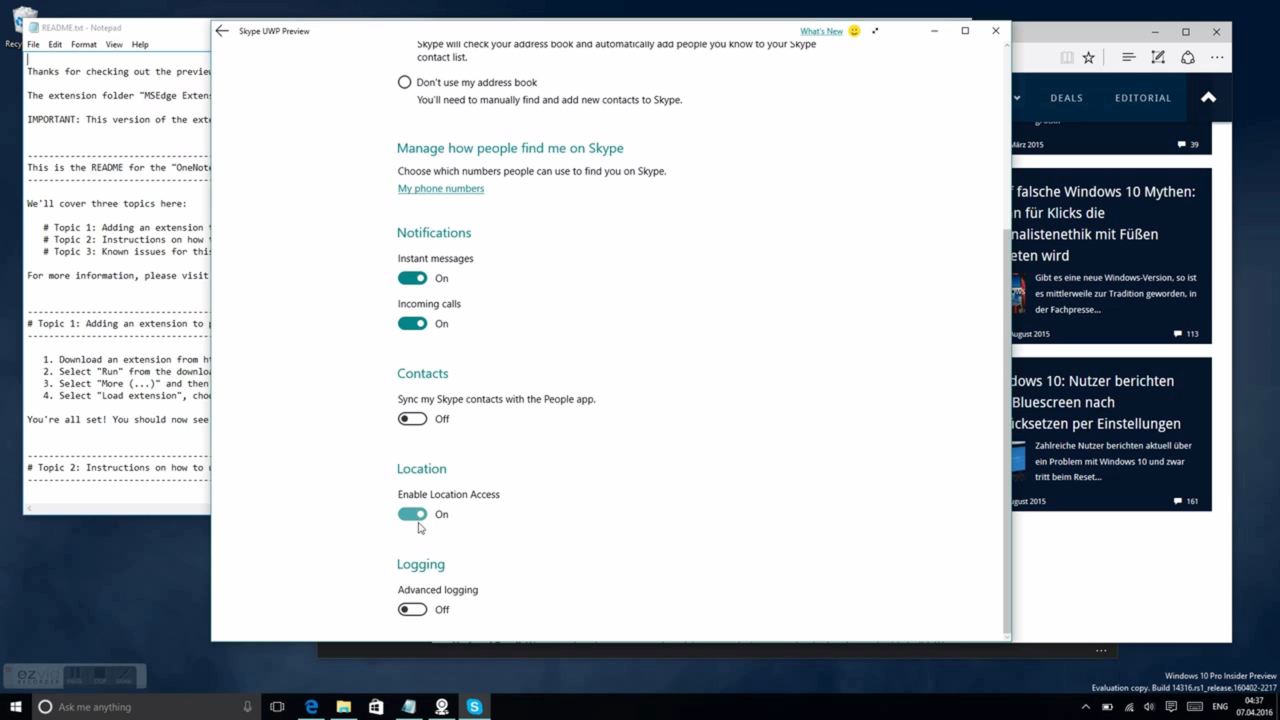 Recy
README.txt - Notepad
File Edit Format View Help
Thanks for checking out the preview
The extension folder "MSEdge Exten
IMPORTANT: This version of the exte
This is the README for the "OneNote
We'll cover three topics here:
# Topic 1: Adding an extension
# Topic 2: Instructions on how
# Topic 3: Known issues for this
For more information, please visit
# Topic 1: Adding an extension to p
1. Download an extension from ht
2. Select "Run" from the downloa
3. Select "More (...)" and then
4. Select "Load extension", choo
You're all set! You should now see
# Topic 2: Instructions on how to u
Skype UWP Preview
What's New
Skype will check your address book and automatically add people you know to your Skype
contact list.
Don't use my address book
You'll need to manually find and add new contacts to Skype.
Manage how people find me on Skype
Choose which numbers people can use to find you on Skype.
My phone numbers
Notifications
Instant messages
On
Incoming calls
On
Contacts
Sync my Skype contacts with the People app.
Off
Location
Enable Location Access
On
Logging
Advanced logging
Off
DEALS EDITORIAL
März 2015 39
f falsche Windows 10 Mythen:
n für Klicks die
nalistenethik mit Füßen
eten wird
Gibt es eine neue Windows-Version, so ist
es mittlerweile zur Tradition geworden, in
der Fachpresse...
ugust 2015 113
dows 10: Nutzer berichten
Bluescreen nach
cksetzen per Einstellungen
Zahlreiche Nutzer berichten aktuell über
ein Problem mit Windows 10 und zwar
tritt beim Reset...
ugust 2015 161
ezvid
PAUSE STOP DRAW
Windows 10 Pro Insider Preview
Evaluation copy. Build 14316.rs1_release.160402-2217
Ask me anything
ENG
04:37
07.04.2016